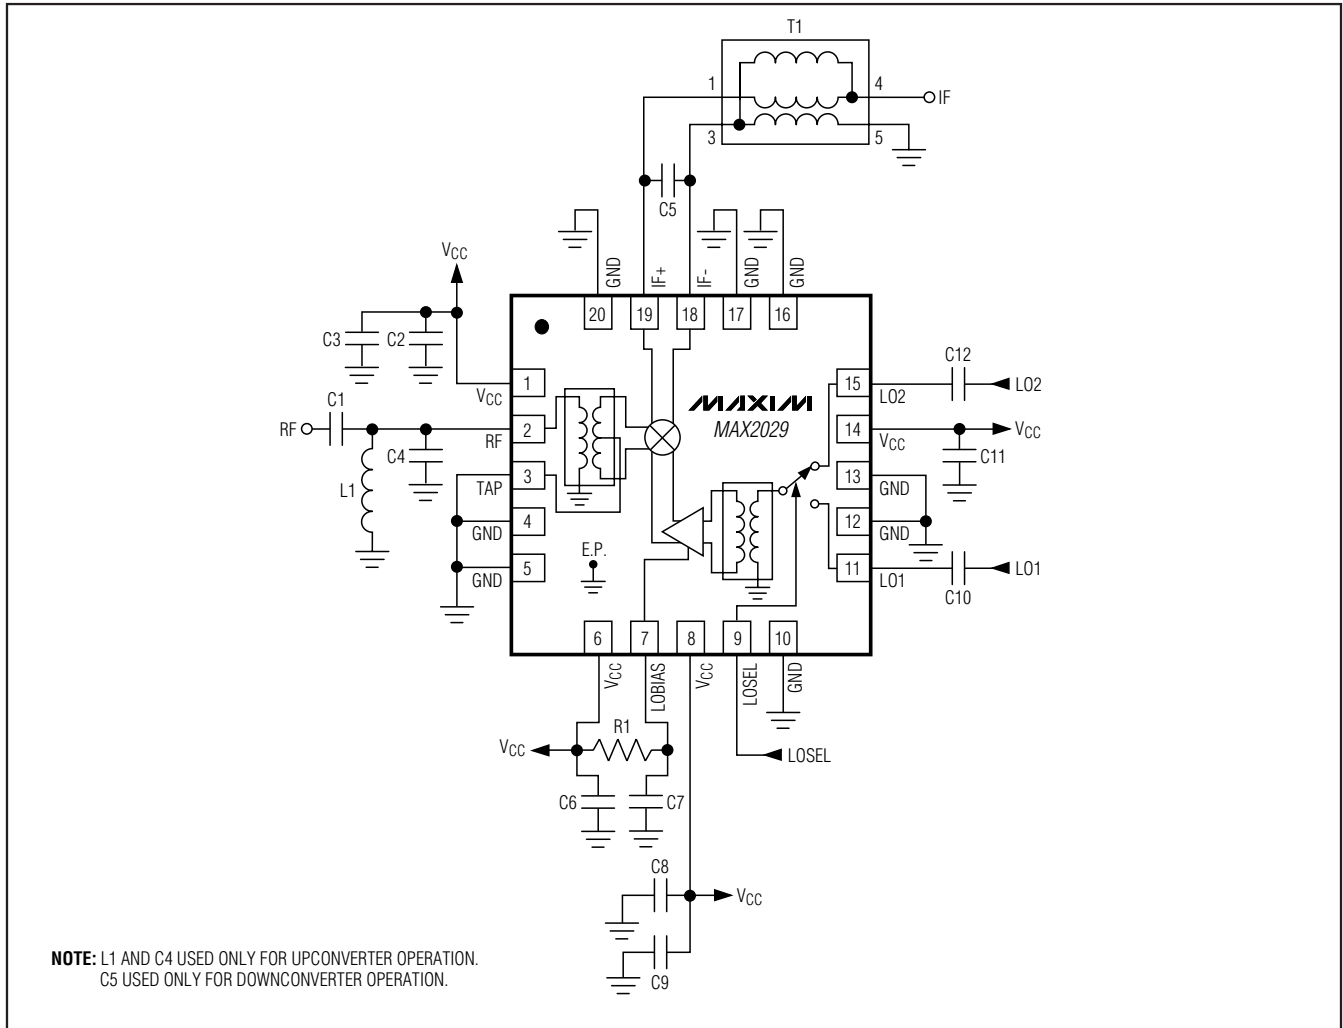 T1
1
4
IF
3
5
C5
VCC
GND
IF+
IF-
GND
GND
20
19
18
17
16
C3
C2
C12
1
VCC
MAXIM
MAX2029
15
LO2
LO2
C1
RF
2
RF
14
VCC
VCC
C4
C11
L1
3
TAP
13
GND
4
GND
12
GND
E.P.
5
GND
11
LO1
LO1
C10
6
7
8
9
10
VCC
LOBIAS
VCC
LOSEL
GND
R1
VCC
LOSEL
C6
C7
C8
VCC
C9
NOTE: L1 AND C4 USED ONLY FOR UPCONVERTER OPERATION.
C5 USED ONLY FOR DOWNCONVERTER OPERATION.